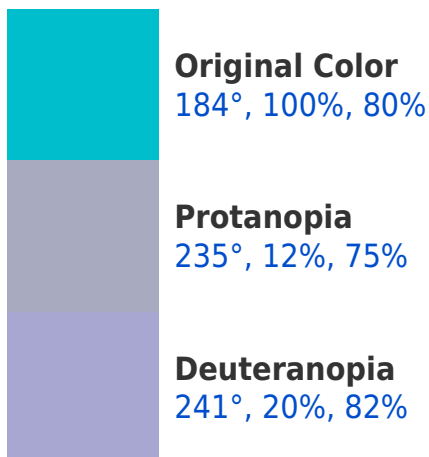 Original Color
184°, 100%, 80%
Protanopia
235°, 12%, 75%
Deuteranopia
241°, 20%, 82%